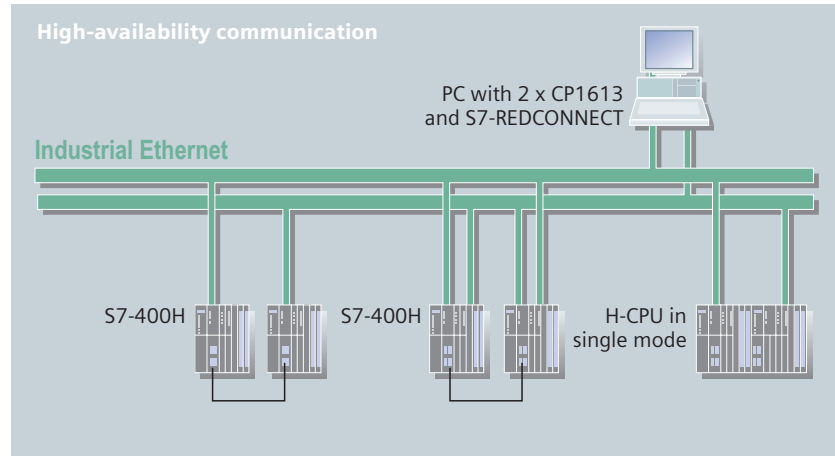 High-availability communication
PC with 2 x CP1613
and S7-REDCONNECT
Industrial Ethernet
S7-400H
S7-400H
H-CPU in
single mode